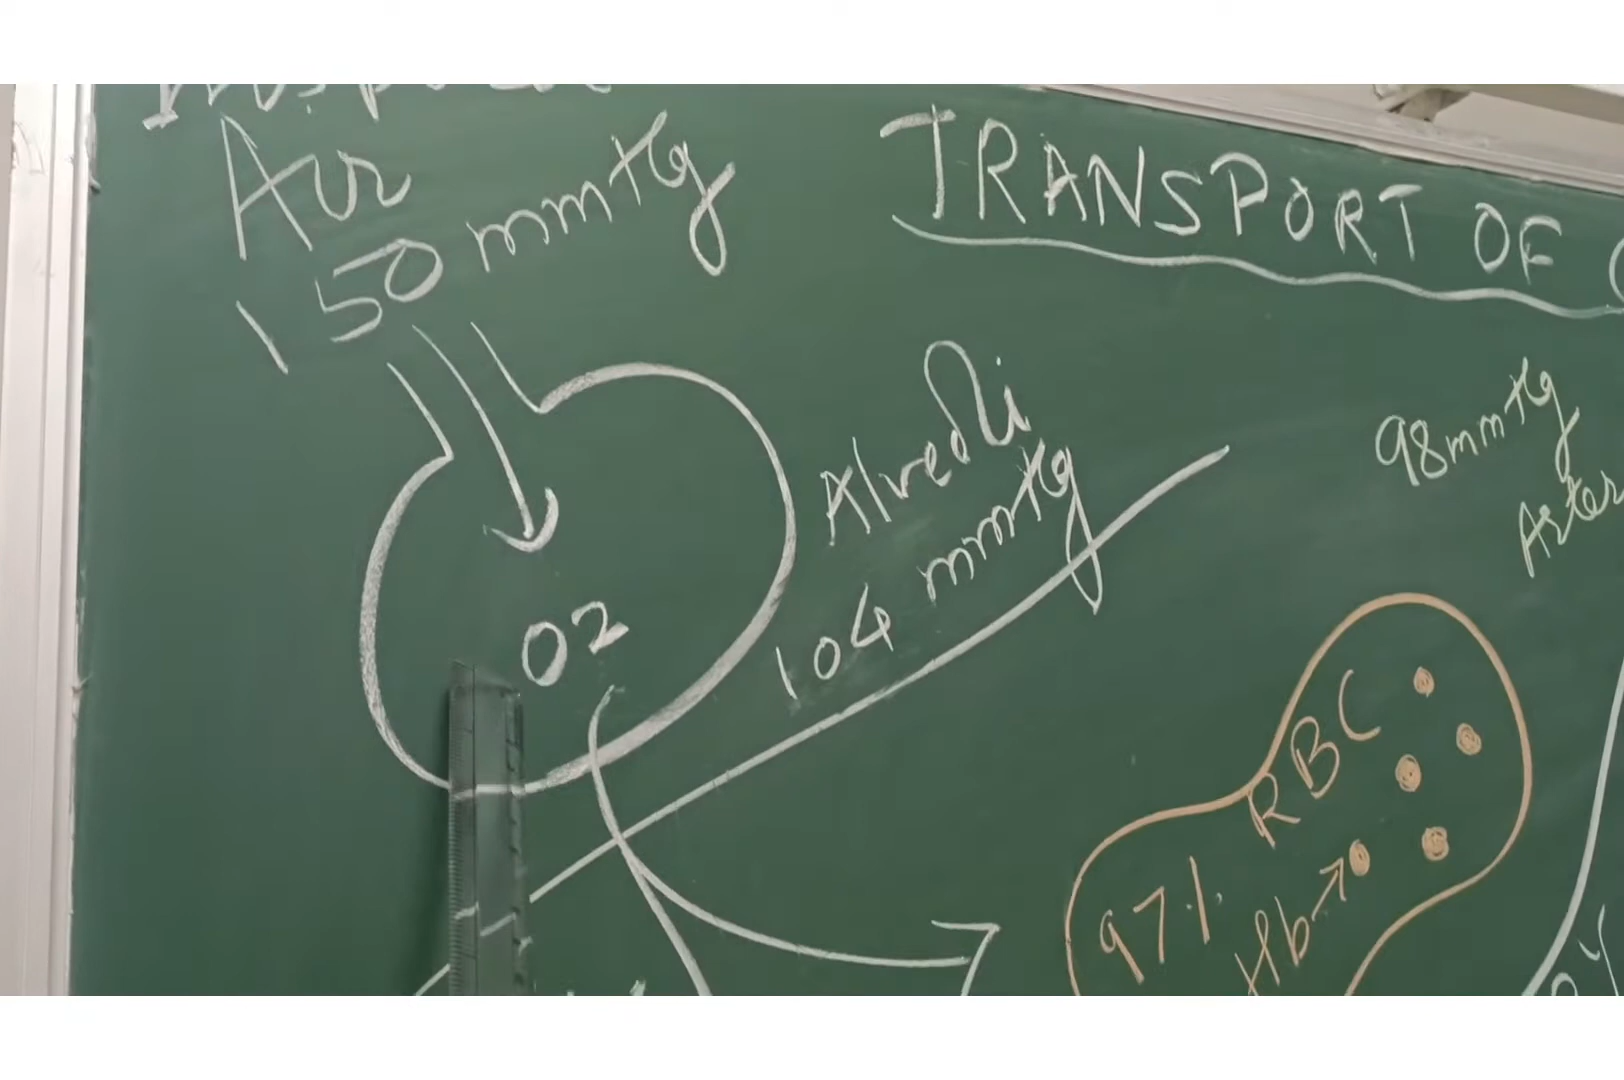 Air
150 mmHg
TRANSPORT OF
Alveoli
104 mmHg
98mmHg
O2
RBC
97%
Hb→